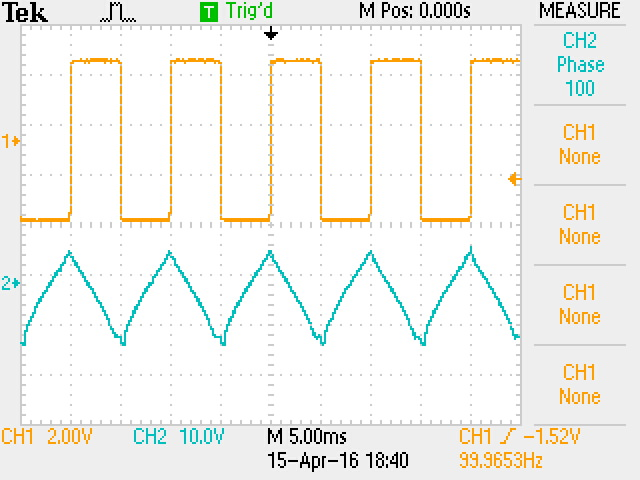 Tek T Trig'd M Pos: 0.000s MEASURE
CH2
Phase
100
1
CH1
None
CH1
None
2
CH1
None
CH1
None
CH1 2.00V CH2 10.0V M 5.00ms CH1 -1.52V
15-Apr-16 18:40 99.9653Hz